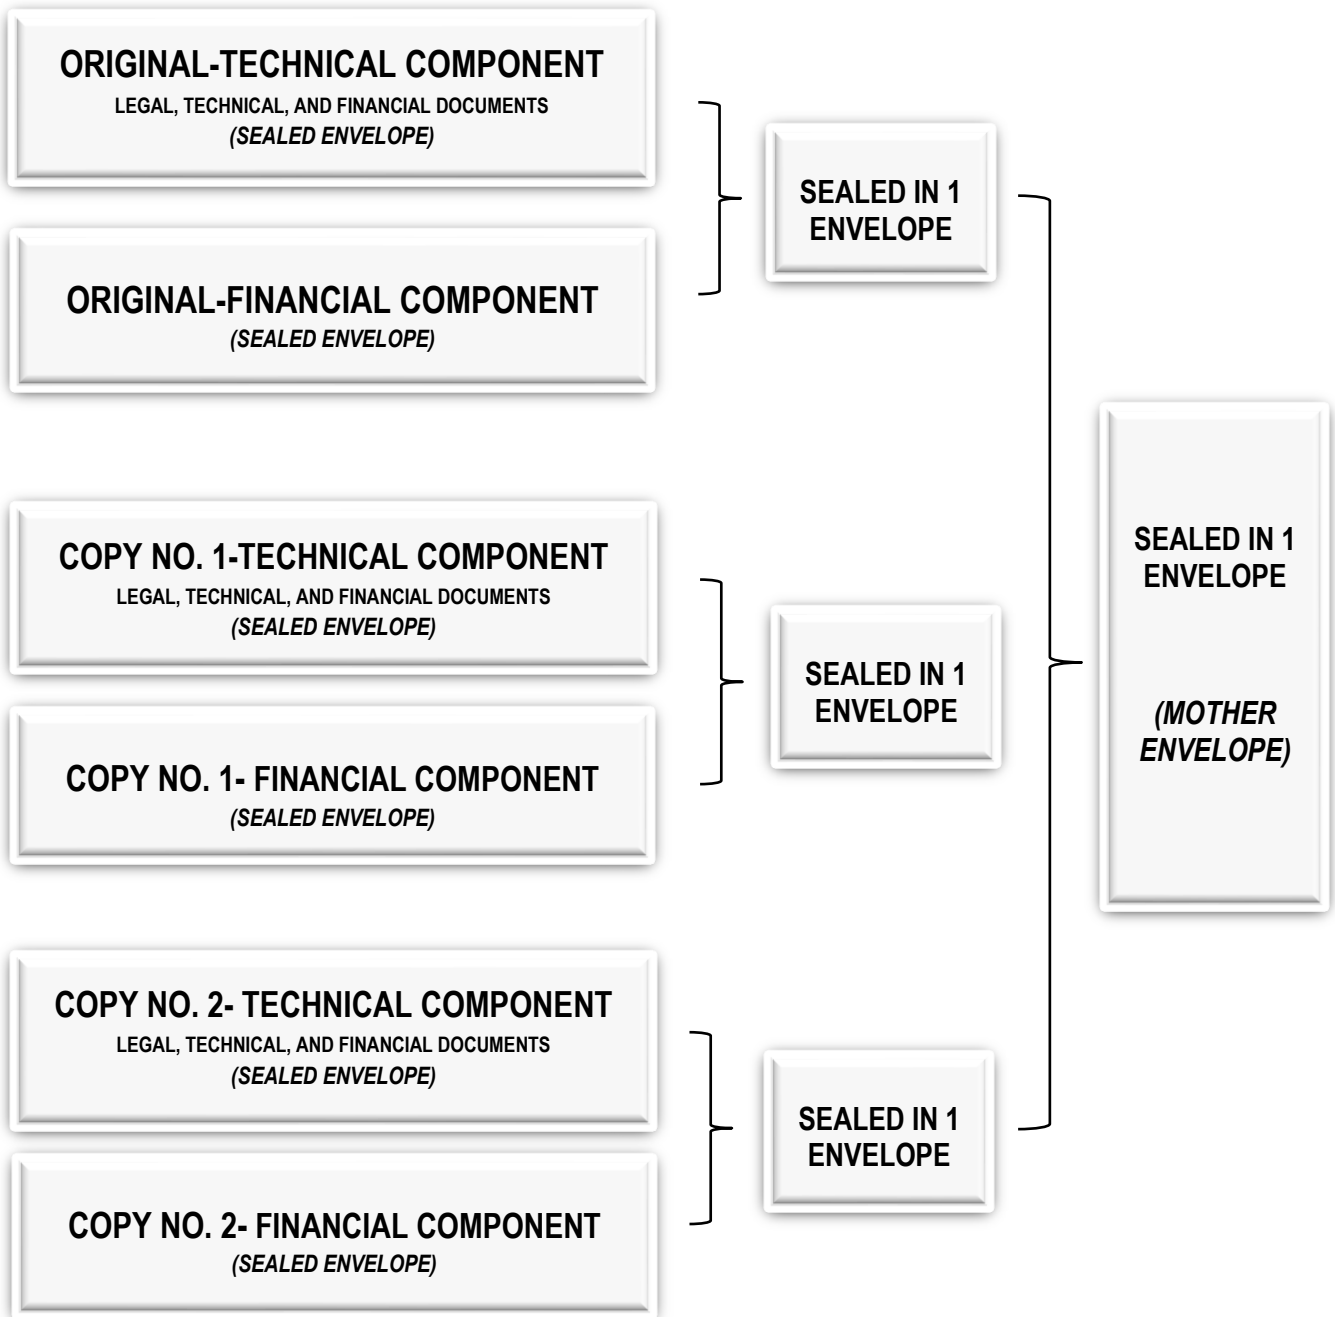 ORIGINAL-TECHNICAL COMPONENT
LEGAL, TECHNICAL, AND FINANCIAL DOCUMENTS
(SEALED ENVELOPE)
ORIGINAL-FINANCIAL COMPONENT
(SEALED ENVELOPE)
SEALED IN 1
ENVELOPE
COPY NO. 1-TECHNICAL COMPONENT
LEGAL, TECHNICAL, AND FINANCIAL DOCUMENTS
(SEALED ENVELOPE)
COPY NO. 1- FINANCIAL COMPONENT
(SEALED ENVELOPE)
SEALED IN 1
ENVELOPE
COPY NO. 2- TECHNICAL COMPONENT
LEGAL, TECHNICAL, AND FINANCIAL DOCUMENTS
(SEALED ENVELOPE)
COPY NO. 2- FINANCIAL COMPONENT
(SEALED ENVELOPE)
SEALED IN 1
ENVELOPE
SEALED IN 1
ENVELOPE
(MOTHER
ENVELOPE)